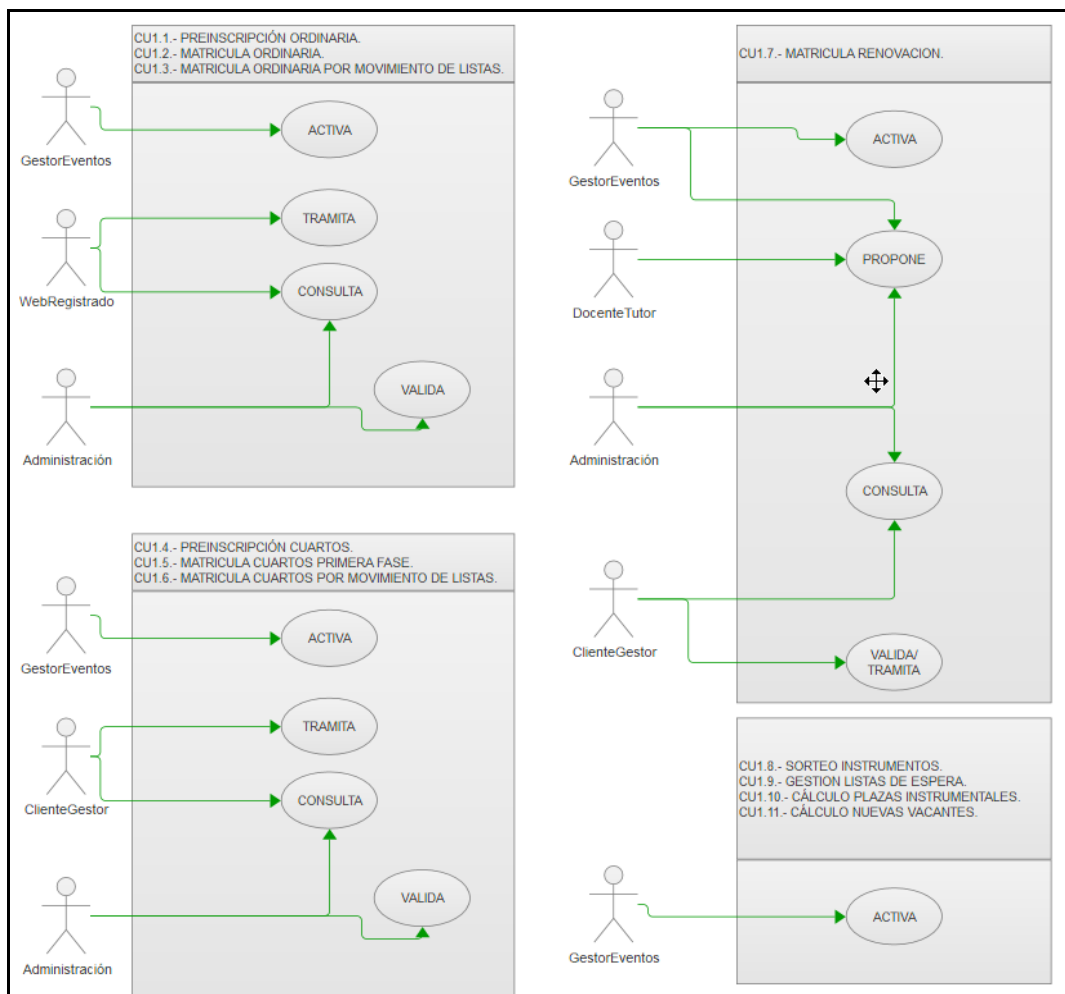 CU1.1.- PREINSCRIPCIÓN ORDINARIA.
CU1.2.- MATRICULA ORDINARIA.
CU1.3.- MATRICULA ORDINARIA POR MOVIMIENTO DE LISTAS.
GestorEventos
ACTIVA
WebRegistrado
TRAMITA
CONSULTA
Administración
VALIDA
CU1.4.- PREINSCRIPCIÓN CUARTOS.
CU1.5.- MATRICULA CUARTOS PRIMERA FASE.
CU1.6.- MATRICULA CUARTOS POR MOVIMIENTO DE LISTAS.
GestorEventos
ACTIVA
ClienteGestor
TRAMITA
CONSULTA
Administración
VALIDA
CU1.7.- MATRICULA RENOVACION.
GestorEventos
ACTIVA
DocenteTutor
PROPONE
Administración
CONSULTA
ClienteGestor
VALIDA/
TRAMITA
CU1.8.- SORTEO INSTRUMENTOS.
CU1.9.- GESTION LISTAS DE ESPERA.
CU1.10.- CÁLCULO PLAZAS INSTRUMENTALES.
CU1.11.- CÁLCULO NUEVAS VACANTES.
GestorEventos
ACTIVA